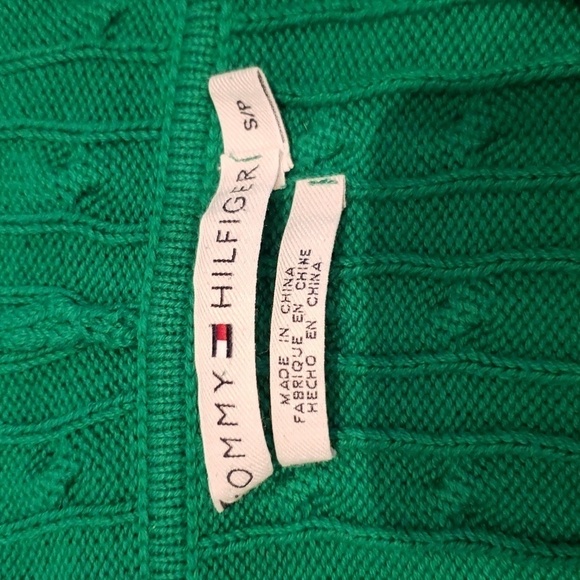 S/P
TOMMY HILFIGER
MADE IN CHINA
FABRIQUE EN CHINE
HECHO EN CHINA